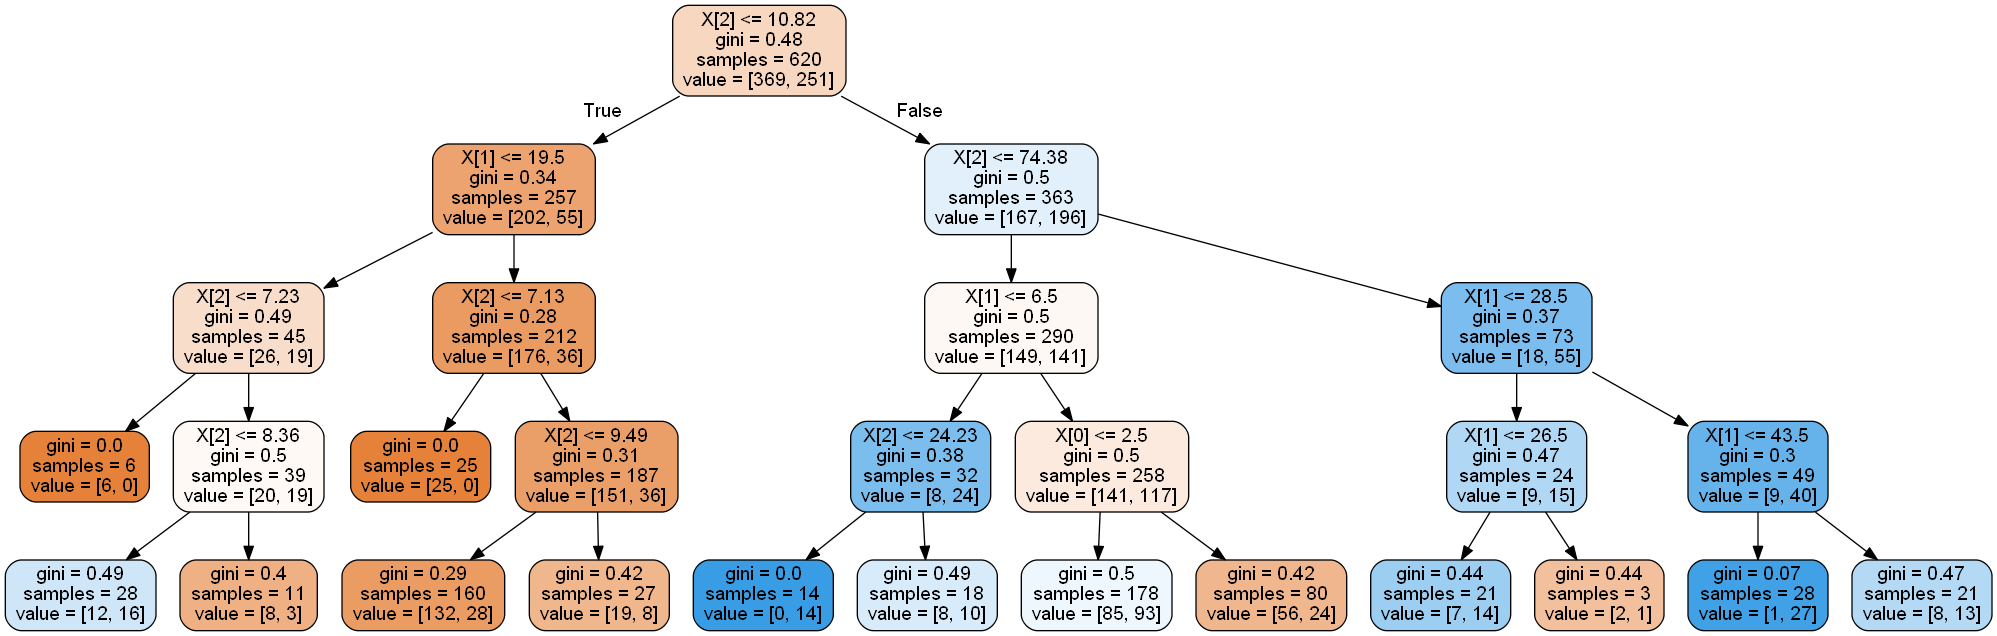 X[2] <= 10.82
gini = 0.48
samples = 620
value = [369, 251]
True
False
X[1] <= 19.5
gini = 0.34
samples = 257
value = [202, 55]
X[2] <= 74.38
gini = 0.5
samples = 363
value = [167, 196]
X[2] <= 7.23
gini = 0.49
samples = 45
value = [26, 19]
X[2] <= 7.13
gini = 0.28
samples = 212
value = [176, 36]
X[1] <= 6.5
gini = 0.5
samples = 290
value = [149, 141]
X[1] <= 28.5
gini = 0.37
samples = 73
value = [18, 55]
gini = 0.0
samples = 6
value = [6, 0]
X[2] <= 8.36
gini = 0.5
samples = 39
value = [20, 19]
gini = 0.0
samples = 25
value = [25, 0]
X[2] <= 9.49
gini = 0.31
samples = 187
value = [151, 36]
X[2] <= 24.23
gini = 0.38
samples = 32
value = [8, 24]
X[0] <= 2.5
gini = 0.5
samples = 258
value = [141, 117]
X[1] <= 26.5
gini = 0.47
samples = 24
value = [9, 15]
X[1] <= 43.5
gini = 0.3
samples = 49
value = [9, 40]
gini = 0.49
samples = 28
value = [12, 16]
gini = 0.4
samples = 11
value = [8, 3]
gini = 0.29
samples = 160
value = [132, 28]
gini = 0.42
samples = 27
value = [19, 8]
gini = 0.0
samples = 14
value = [0, 14]
gini = 0.49
samples = 18
value = [8, 10]
gini = 0.5
samples = 178
value = [85, 93]
gini = 0.42
samples = 80
value = [56, 24]
gini = 0.44
samples = 21
value = [7, 14]
gini = 0.44
samples = 3
value = [2, 1]
gini = 0.07
samples = 28
value = [1, 27]
gini = 0.47
samples = 21
value = [8, 13]